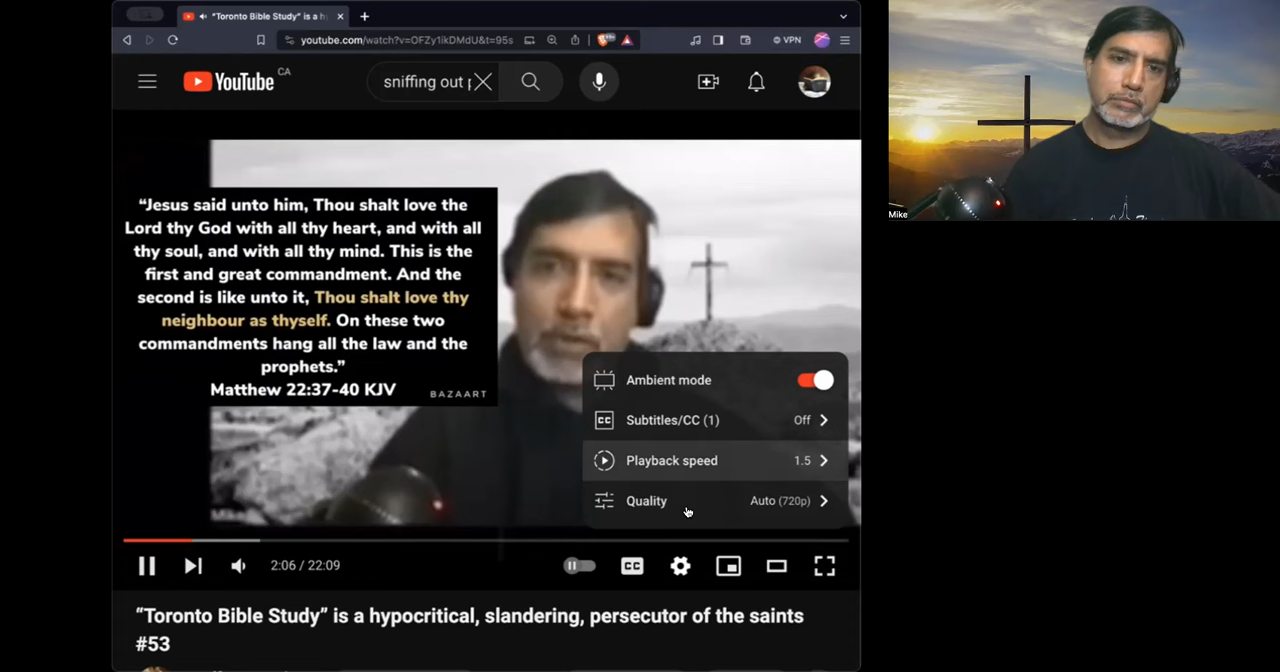 "Toronto Bible Study" is a h
youtube.com/watch?v=OFZy1ikDMdU&t=95s
VPN
YouTube CA
sniffing out
"Jesus said unto him, Thou shalt love the
Lord thy God with all thy heart, and with all
thy soul, and with all thy mind. This is the
first and great commandment. And the
second is like unto it, Thou shalt love thy
neighbour as thyself. On these two
commandments hang all the law and the
prophets."
Matthew 22:37-40 KJV
BAZAART
Ambient mode
Subtitles/CC (1) Off
Playback speed 1.5
Quality Auto (720p)
Mike
2:06 / 22:09
CC
"Toronto Bible Study" is a hypocritical, slandering, persecutor of the saints
#53
Mike